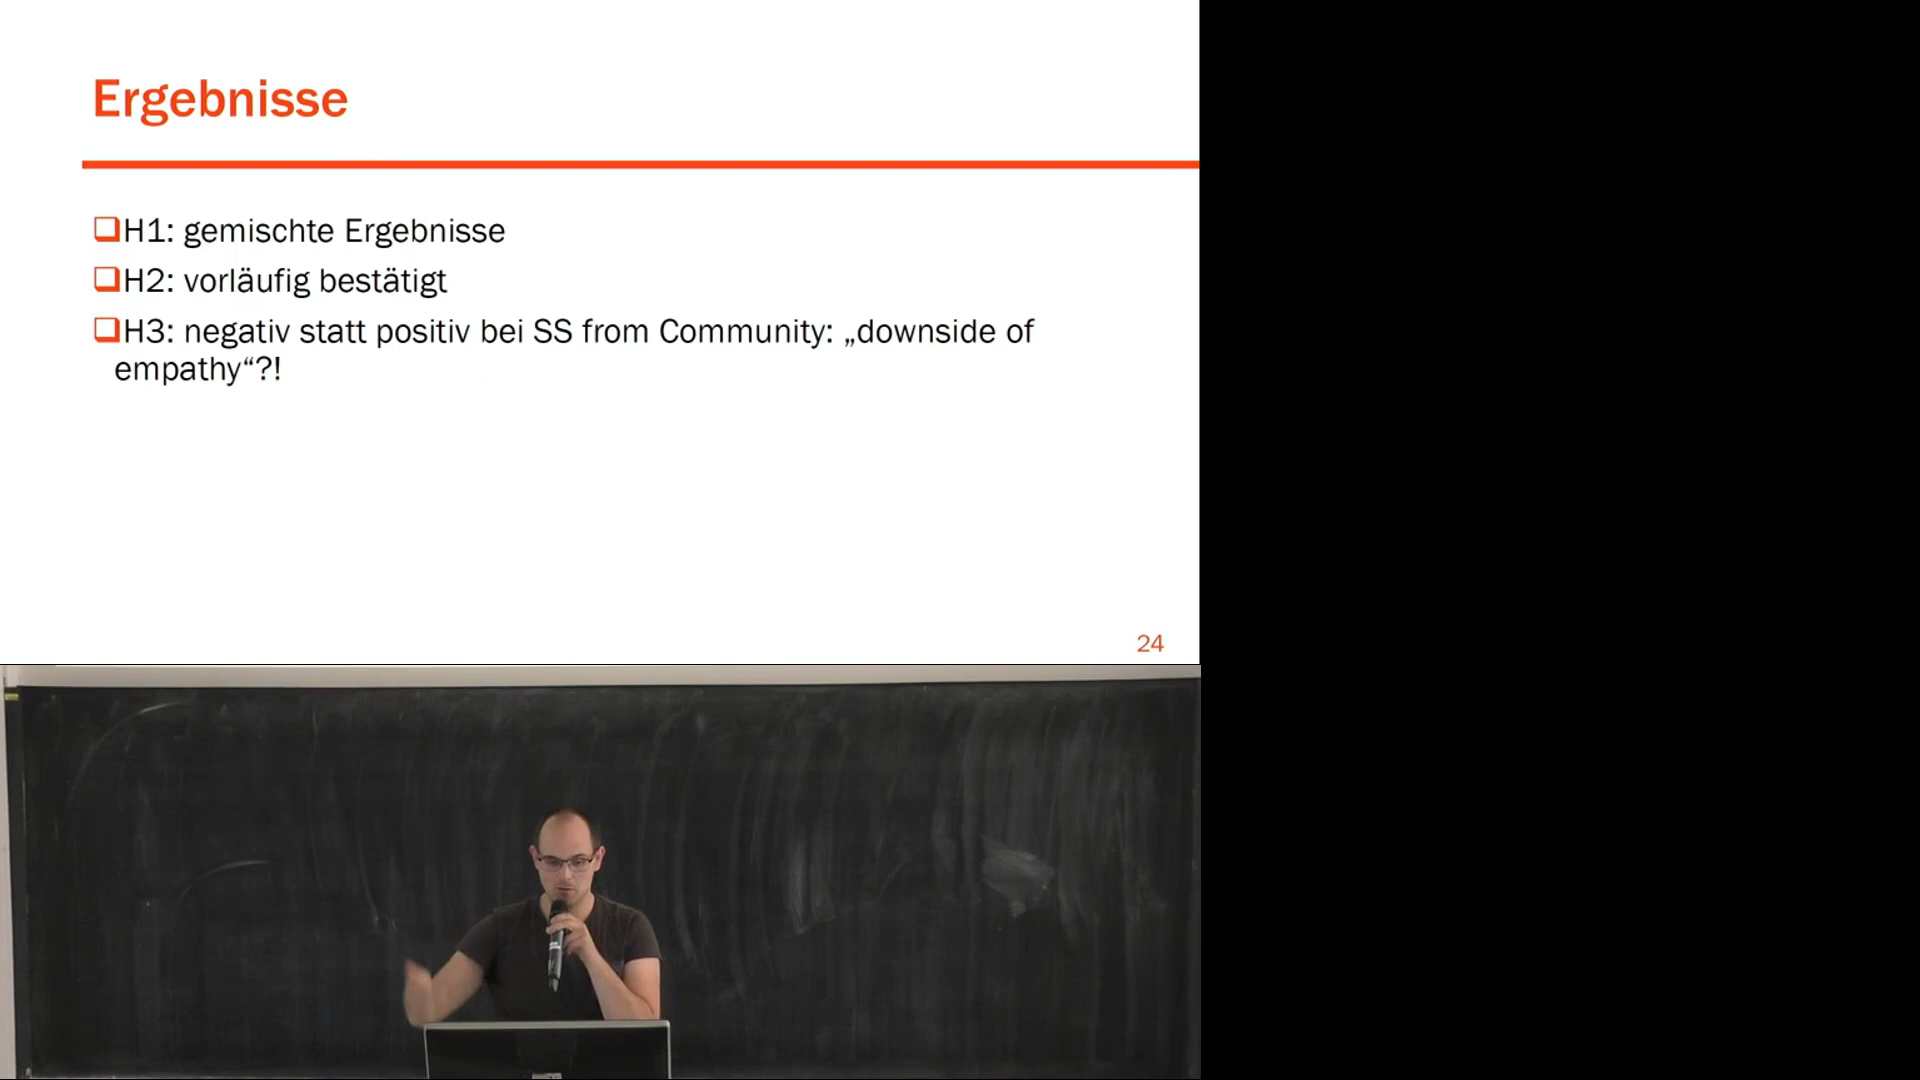 Ergebnisse
H1: gemischte Ergebnisse
H2: vorläufig bestätigt
H3: negativ statt positiv bei SS from Community: „downside of
empathy“?!
24